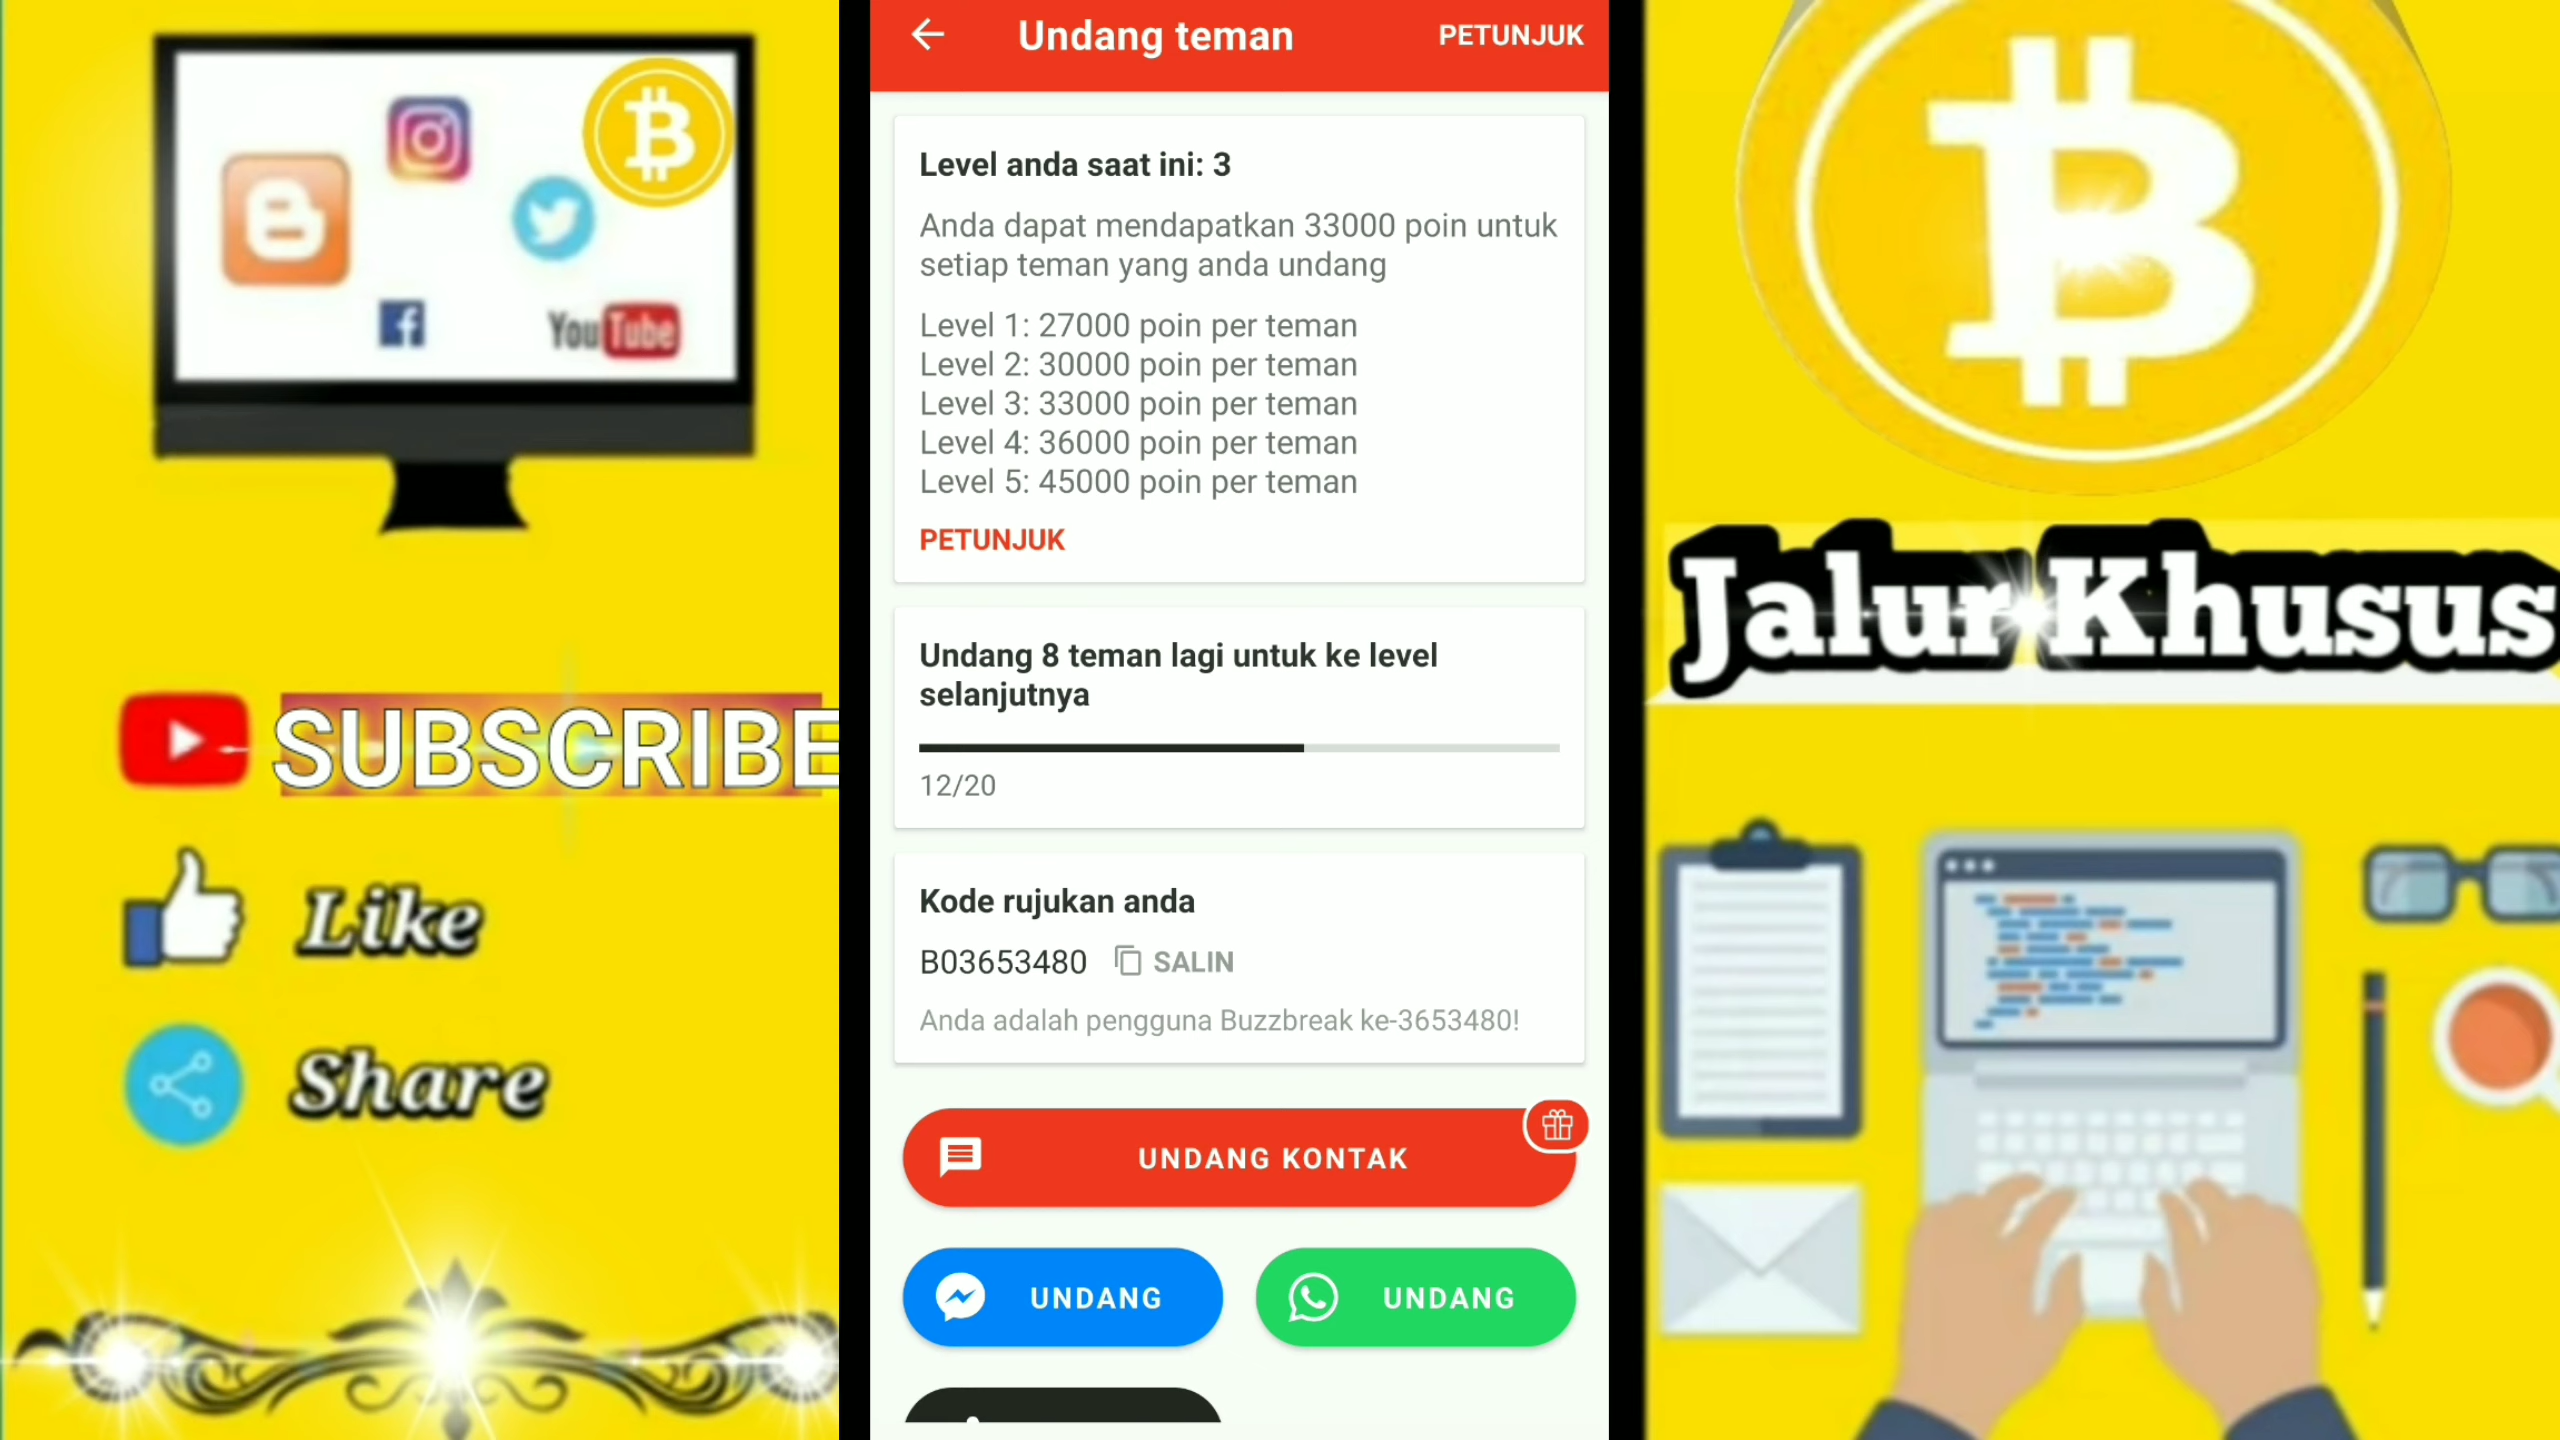 You Tube
SUBSCRIBE
Like
Share
Undang teman
PETUNJUK
Level anda saat ini: 3
Anda dapat mendapatkan 33000 poin untuk
setiap teman yang anda undang
Level 1: 27000 poin per teman
Level 2: 30000 poin per teman
Level 3: 33000 poin per teman
Level 4: 36000 poin per teman
Level 5: 45000 poin per teman
PETUNJUK
Undang 8 teman lagi untuk ke level
selanjutnya
12/20
Kode rujukan anda
B03653480 SALIN
Anda adalah pengguna Buzzbreak ke-3653480!
UNDANG KONTAK
UNDANG
UNDANG
Jalur Khusus